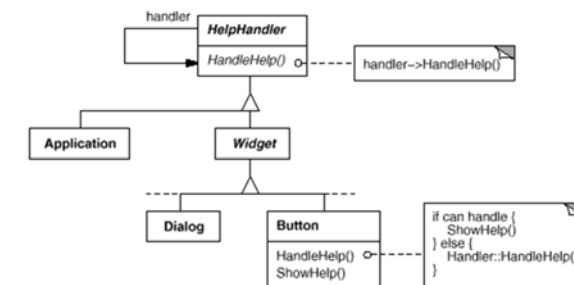 handler
HelpHandler
HandleHelp()
handler–>HandleHelp()
Application
Widget
Dialog
Button
HandleHelp()
ShowHelp()
if can handle {
ShowHelp()
} else {
Handler::HandleHelp()
}